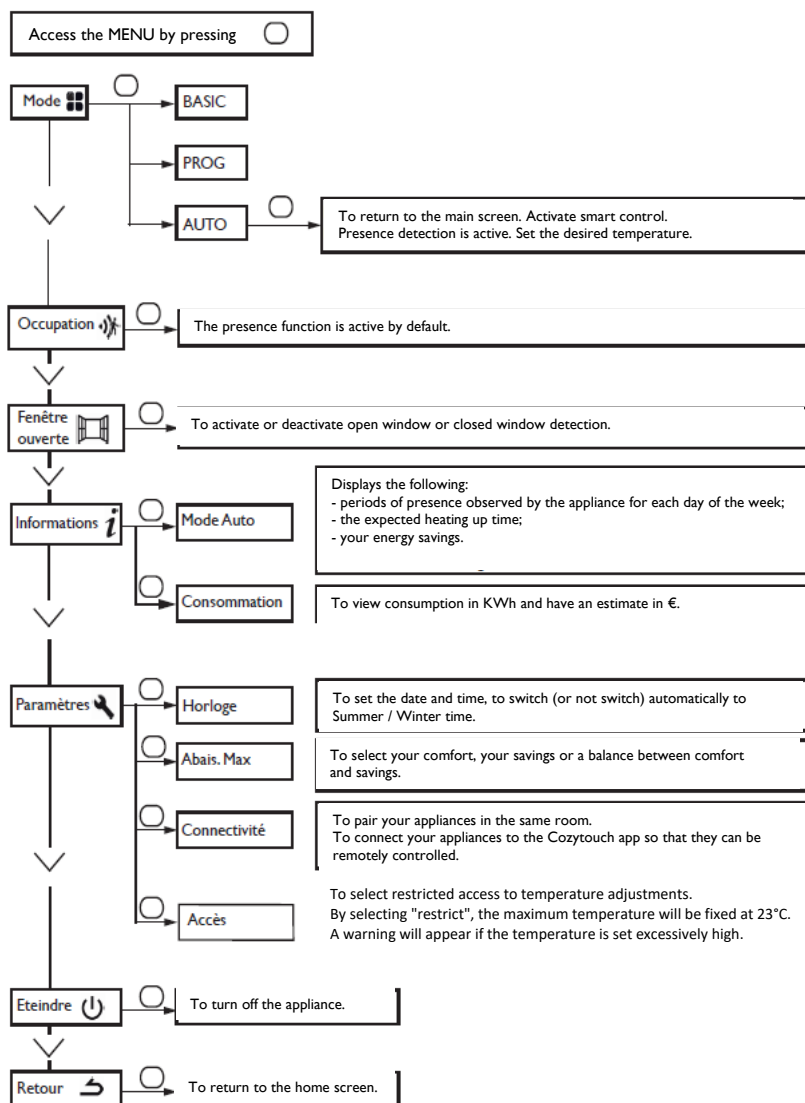 Access the MENU by pressing
Mode
BASIC
PROG
AUTO
To return to the main screen. Activate smart control.
Presence detection is active. Set the desired temperature.
Occupation
The presence function is active by default.
Fenêtre
ouverte
To activate or deactivate open window or closed window detection.
Informations
Mode Auto
Displays the following:
- periods of presence observed by the appliance for each day of the week;
- the expected heating up time;
- your energy savings.
Consommation
To view consumption in KWh and have an estimate in €.
Paramètres
Horloge
To set the date and time, to switch (or not switch) automatically to
Summer / Winter time.
Abais. Max
To select your comfort, your savings or a balance between comfort
and savings.
Connectivité
To pair your appliances in the same room.
To connect your appliances to the Cozytouch app so that they can be
remotely controlled.
Accès
To select restricted access to temperature adjustments.
By selecting "restrict", the maximum temperature will be fixed at 23°C.
A warning will appear if the temperature is set excessively high.
Eteindre
To turn off the appliance.
Retour
To return to the home screen.